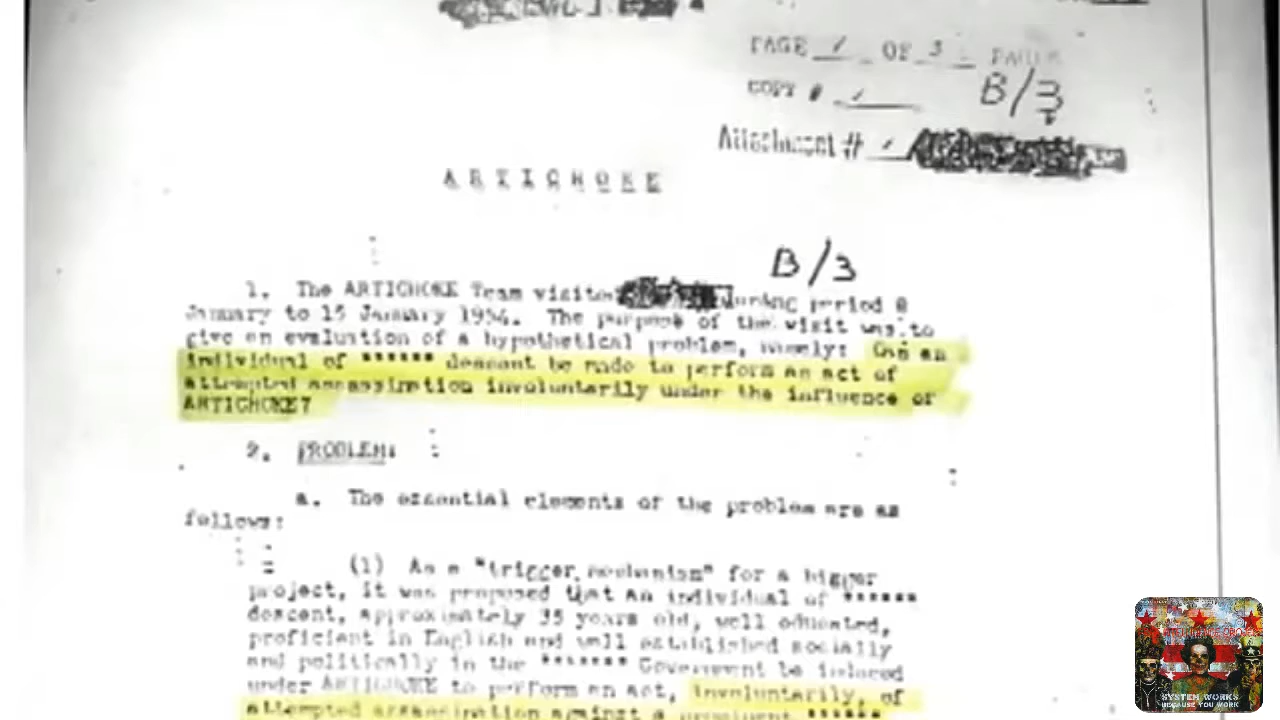 PAGE 1 OF 3
COPY #
B/3
Attachment #
ARTICHOKE
B/3
1. The ARTICHOKE Team visited during period 8
January to 15 January 1954. The purpose of the visit was to
give an evaluation of a hypothetical problem, namely: Can an
individual of ****** descent be made to perform an act of
attempted assassination involuntarily under the influence of
ARTICHOKE?
2. PROBLEM:
a. The essential elements of the problem are as
follows:
(1) As a "trigger mechanism" for a bigger
project, it was proposed that an individual of ******
descent, approximately 35 years old, well educated,
proficient in English and well established socially
and politically in the ****** Government be induced
under ARTICHOKE to perform an act, involuntarily, of
attempted assassination against a prominent ******
SYSTEM WORKS
BECAUSE YOU WORK